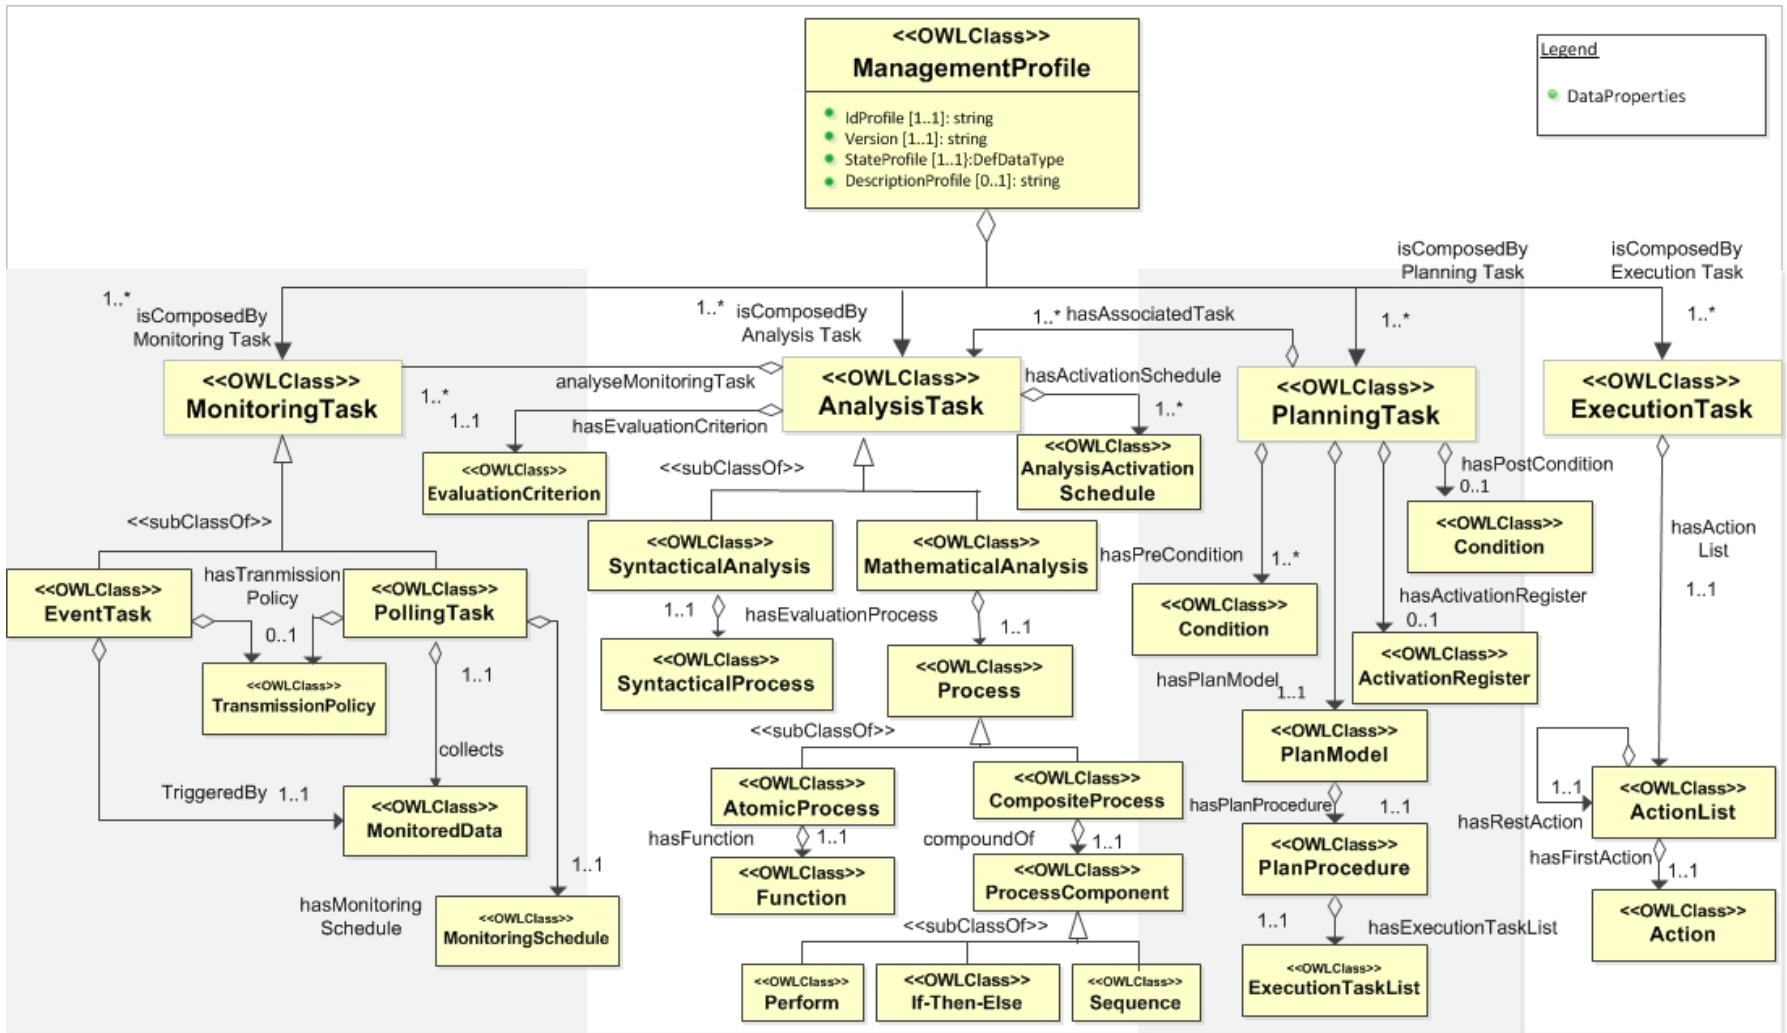 <<OWLClass>>
ManagementProfile
IdProfile [1..1]: string
Version [1..1]: string
StateProfile [1..1}:DefDataType
DescriptionProfile [0..1]: string
Legend
DataProperties
isComposedBy
Planning Task
isComposedBy
Execution Task
1..*
isComposedBy
Monitoring Task
1..*
isComposedBy
Analysis Task
1..*
hasAssociatedTask
1..*
1..*
<<OWLClass>>
MonitoringTask
analyseMonitoringTask
1..*
<<OWLClass>>
AnalysisTask
hasActivationSchedule
1..*
<<OWLClass>>
PlanningTask
<<OWLClass>>
ExecutionTask
1..1
hasEvaluationCriterion
<<OWLClass>>
EvaluationCriterion
<<subClassOf>>
<<OWLClass>>
AnalysisActivation
Schedule
hasPostCondition
0..1
<<OWLClass>>
Condition
hasAction
List
1..1
<<subClassOf>>
<<OWLClass>>
EventTask
hasTranmission
Policy
0..1
<<OWLClass>>
PollingTask
<<OWLClass>>
SyntacticalAnalysis
<<OWLClass>>
MathematicalAnalysis
hasPreCondition
1..*
<<OWLClass>>
Condition
hasActivationRegister
0..1
<<OWLClass>>
ActivationRegister
1..1
hasEvaluationProcess
1..1
<<OWLClass>>
TransmissionPolicy
1..1
collects
<<OWLClass>>
SyntacticalProcess
<<OWLClass>>
Process
hasPlanModel
1..1
<<OWLClass>>
PlanModel
<<subClassOf>>
TriggeredBy 1..1
<<OWLClass>>
MonitoredData
<<OWLClass>>
AtomicProcess
<<OWLClass>>
CompositeProcess
hasPlanProcedure
1..1
1..1
hasRestAction
<<OWLClass>>
ActionList
hasFunction
1..1
compoundOf
1..1
<<OWLClass>>
PlanProcedure
hasFirstAction
1..1
1..1
hasMonitoring
Schedule
<<OWLClass>>
MonitoringSchedule
<<OWLClass>>
Function
<<OWLClass>>
ProcessComponent
1..1
hasExecutionTaskList
<<OWLClass>>
Action
<<subClassOf>>
<<OWLClass>>
Perform
<<OWLClass>>
If-Then-Else
<<OWLClass>>
Sequence
<<OWLClass>>
ExecutionTaskList